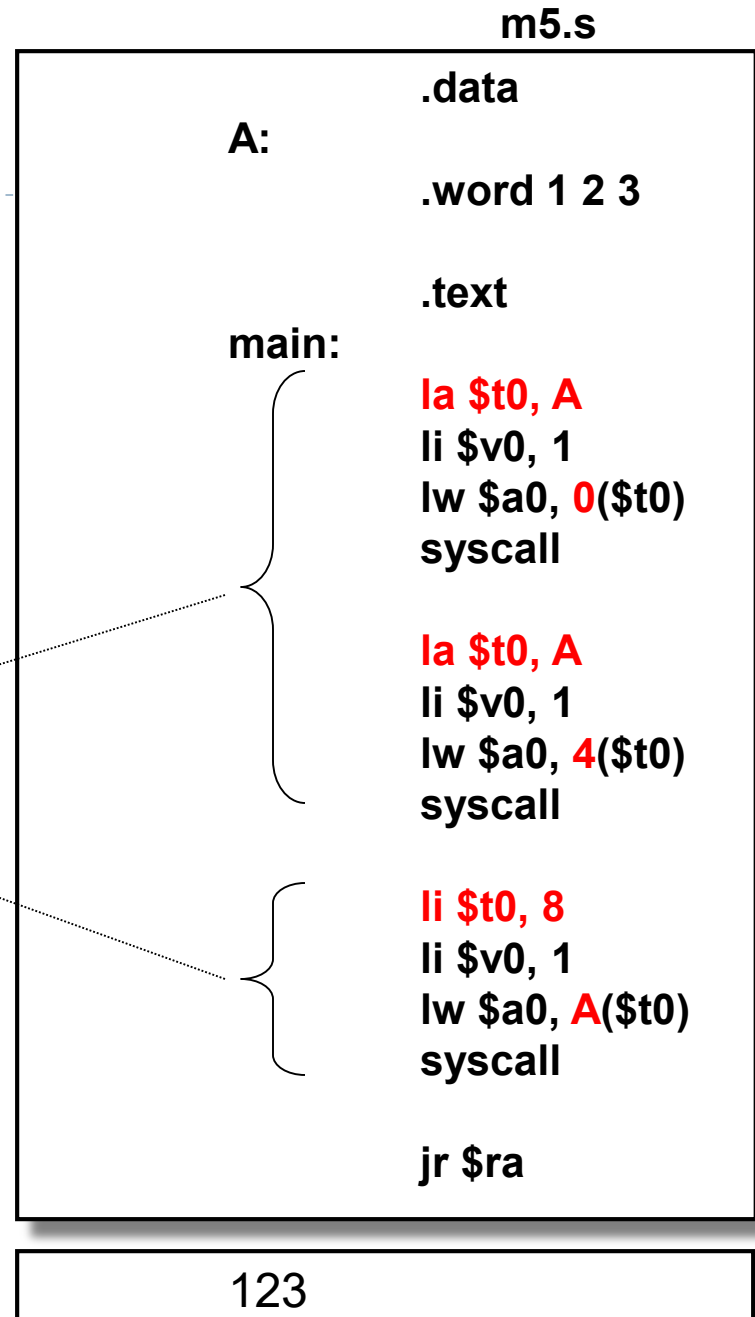 m5.s
.data
A:
.word 1 2 3
.text
main:
la $t0, A
li $v0, 1
lw $a0, 0($t0)
syscall
la $t0, A
li $v0, 1
lw $a0, 4($t0)
syscall
li $t0, 8
li $v0, 1
lw $a0, A($t0)
syscall
jr $ra
123